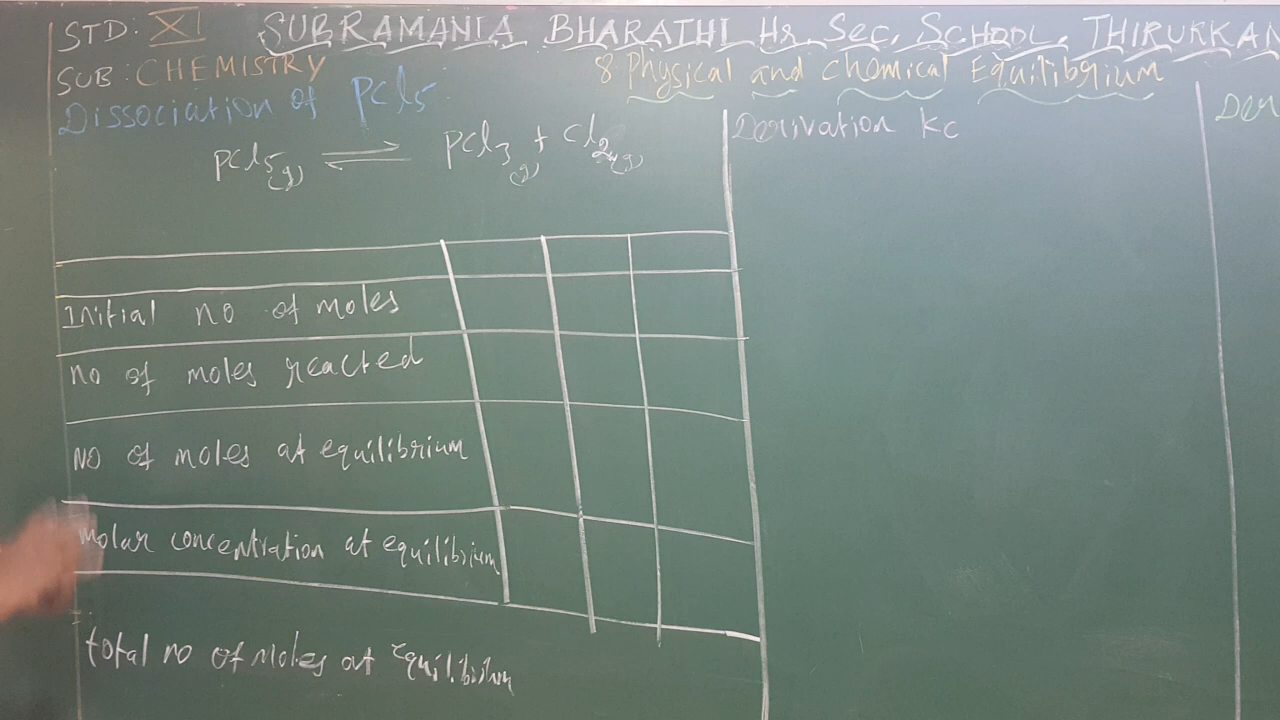 STD: XI SUBRAMANIA BHARATHI Hr. Sec. SCHOOL, THIRUKKAN
SUB: CHEMISTRY 8 Physical and chemical Equilibrium
Dissociation of PCl5
PCl5(g) ⇌ PCl3(g) + Cl2(g)
Initial no of moles
no of moles reacted
NO of moles at equilibrium
molar concentration at equilibrium
total no of moles at Equilibrium
Derivation Kc
Der